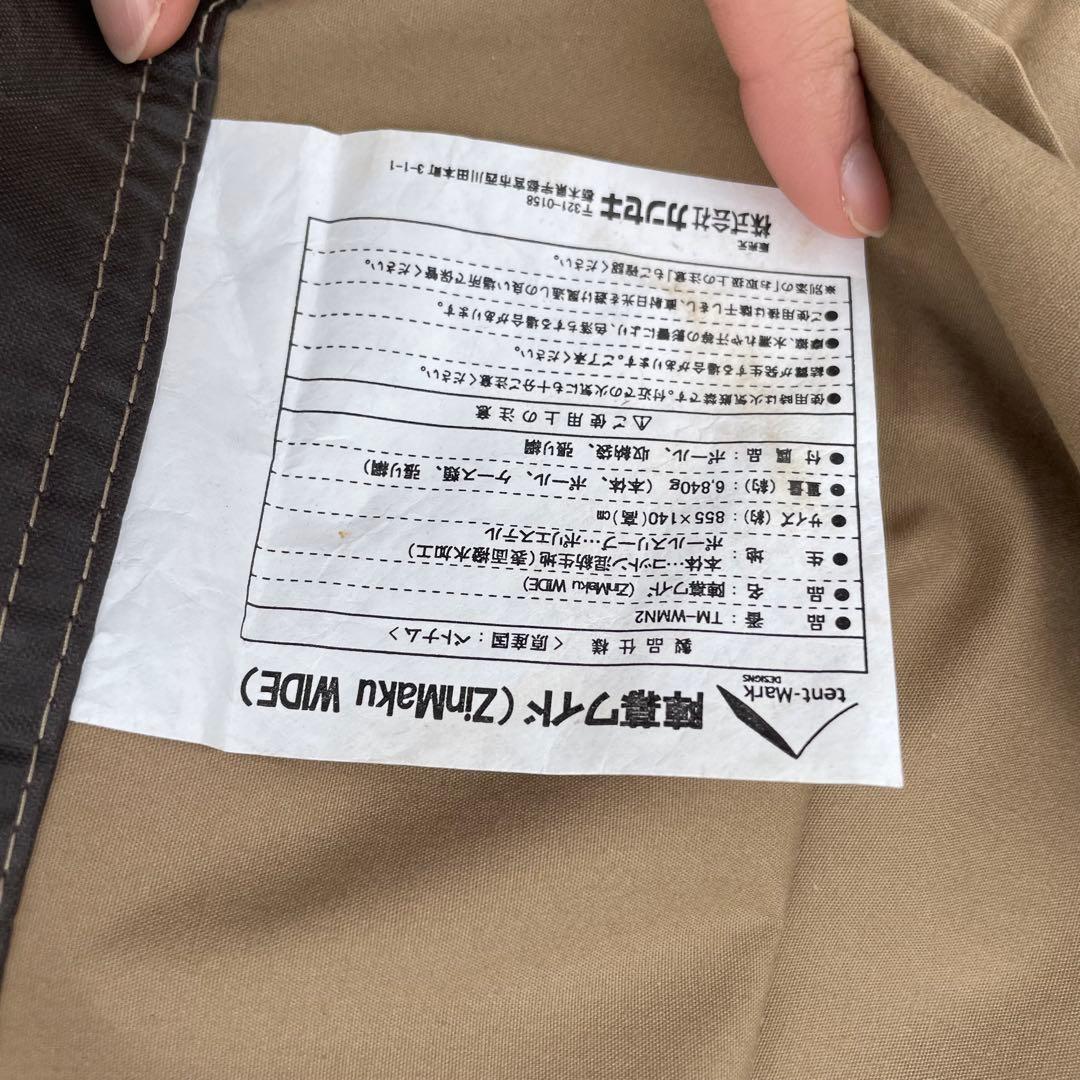 tent-Mark
DESIGNS
陣幕ワイド（ZinMaku WIDE）
製品仕様 〈原産国：ベトナム〉
●品番：TM-WMN2
●品名：陣幕ワイド（ZinMaku WIDE）
●生地：本体…コットン混紡生地（表面撥水加工）
ポールスリーブ…ポリエステル
●サイズ（約）：855×140（高）㎝
●重量（約）：6,840g（本体、ポール、ケース類、張り綱）
●付属品：ポール、収納袋、張り綱
⚠ご使用上の注意
●使用時は火気厳禁です。付近での火気にも十分ご注意ください。
●結露が発生する場合があります。ご了承ください。
●摩擦、水濡れや汗等の影響により、色落ちする場合があります。
●ご使用後は陰干しをし、直射日光を避け風通しの良い場所で保管ください。
※別添の「お取扱上の注意」もご確認ください。
販売元
株式会社カンセキ 〒321-0158 栃木県宇都宮市西川田本町3-1-1